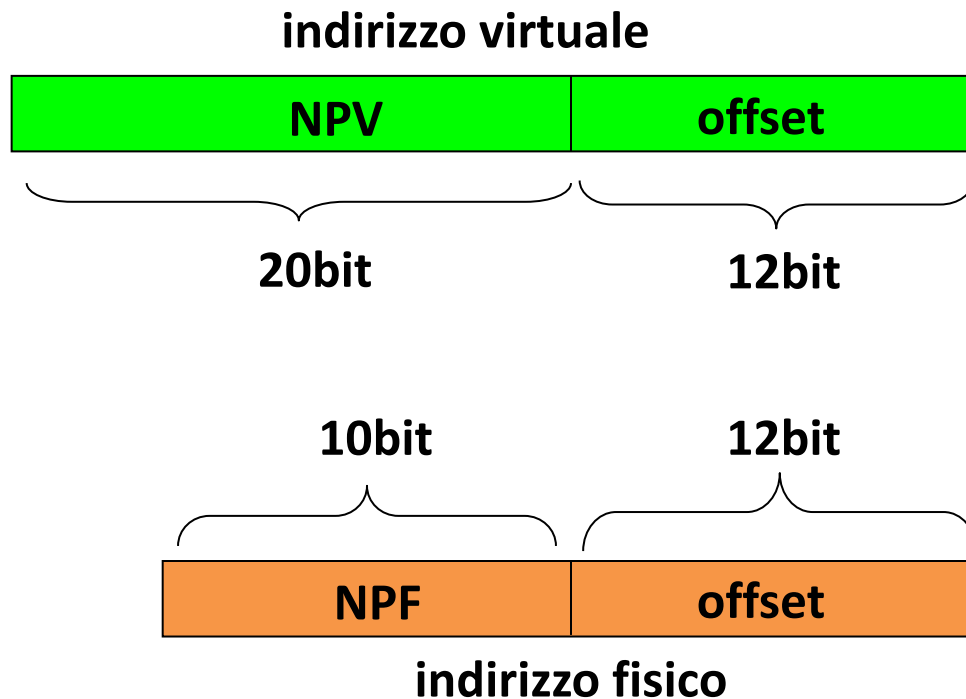 indirizzo virtuale
NPV offset
20bit 12bit
10bit 12bit
NPF offset
indirizzo fisico